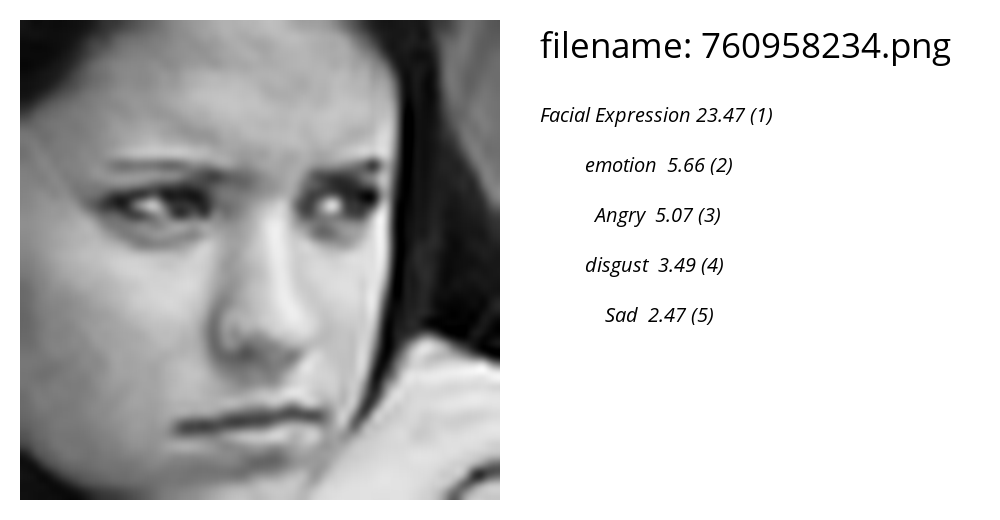 filename: 760958234.png
Facial Expression 23.47 (1)
emotion 5.66 (2)
Angry 5.07 (3)
disgust 3.49 (4)
Sad 2.47 (5)